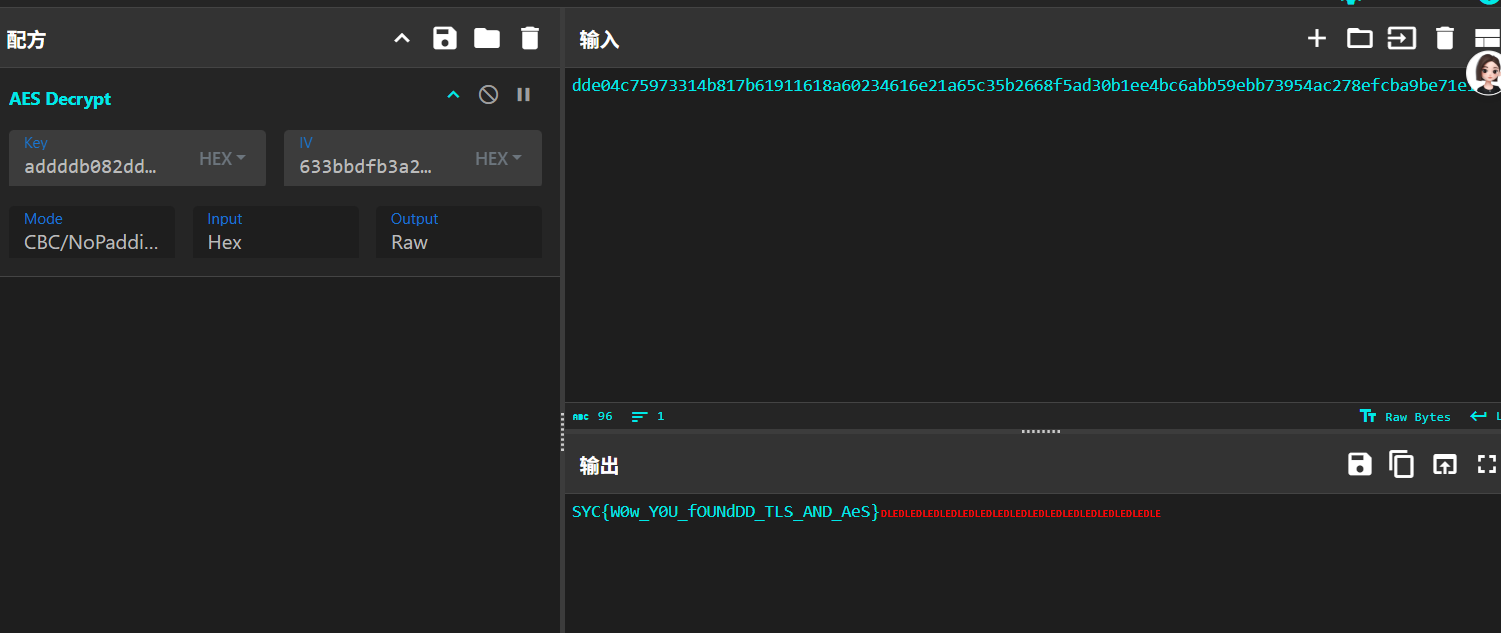 配方
AES Decrypt
Key
addddb082dd…
HEX
IV
633bbdfb3a2…
HEX
Mode
CBC/NoPaddi…
Input
Hex
Output
Raw
输入
dde04c75973314b817b61911618a60234616e21a65c35b2668f5ad30b1ee4bc6abb59ebb73954ac278efcba9be71e
ABC 96 1
Raw Bytes L
输出
SYC{W0w_Y0U_fOUNdDD_TLS_AND_AeS}DLEDLEDLEDLEDLEDLEDLEDLEDLEDLEDLEDLEDLEDLEDLEDLE